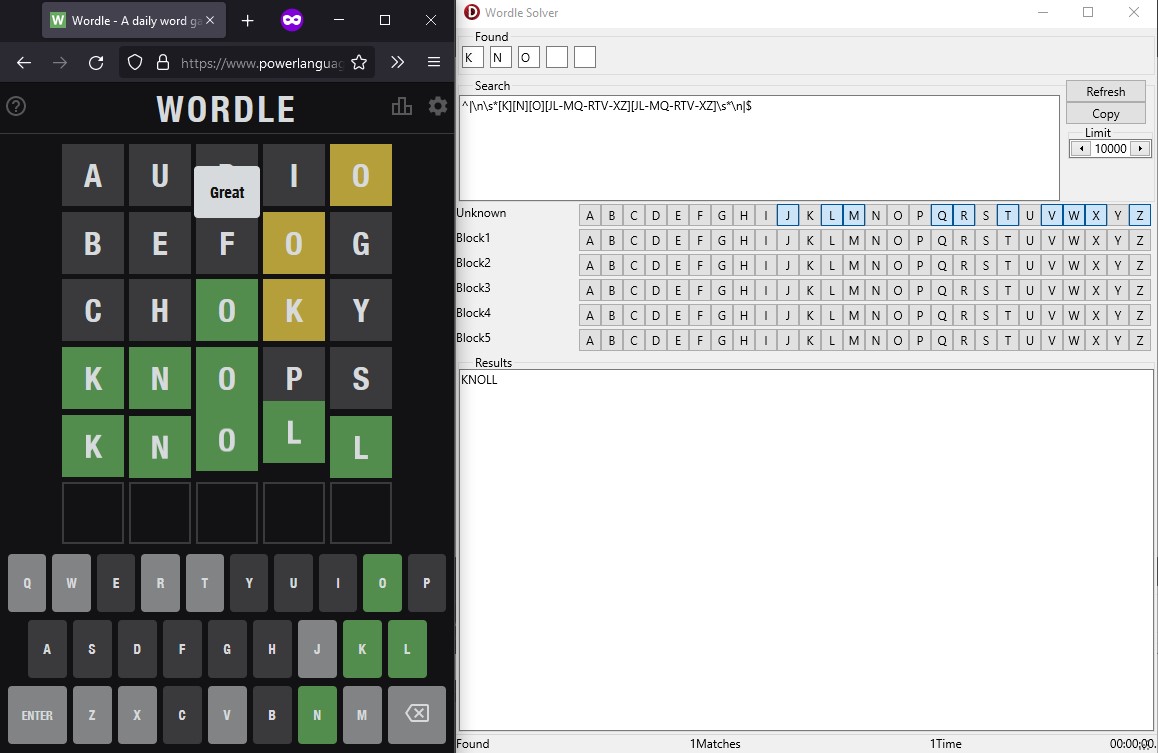 Wordle - A daily word ga
https://www.powerlangua
WORDLE
A U I O
Great
B E F O G
C H O K Y
K N O P S
K N O L L
Q W E R T Y U I O P
A S D F G H J K L
ENTER Z X C V B N M
Wordle Solver
Found
K N O
Search
^|\n\s*[K][N][O][JL-MQ-RTV-XZ][JL-MQ-RTV-XZ]\s*\n|$
Refresh
Copy
Limit
10000
Unknown A B C D E F G H I J K L M N O P Q R S T U V W X Y Z
Block1 A B C D E F G H I J K L M N O P Q R S T U V W X Y Z
Block2 A B C D E F G H I J K L M N O P Q R S T U V W X Y Z
Block3 A B C D E F G H I J K L M N O P Q R S T U V W X Y Z
Block4 A B C D E F G H I J K L M N O P Q R S T U V W X Y Z
Block5 A B C D E F G H I J K L M N O P Q R S T U V W X Y Z
Results
KNOLL
Found 1Matches 1Time 00:00:00